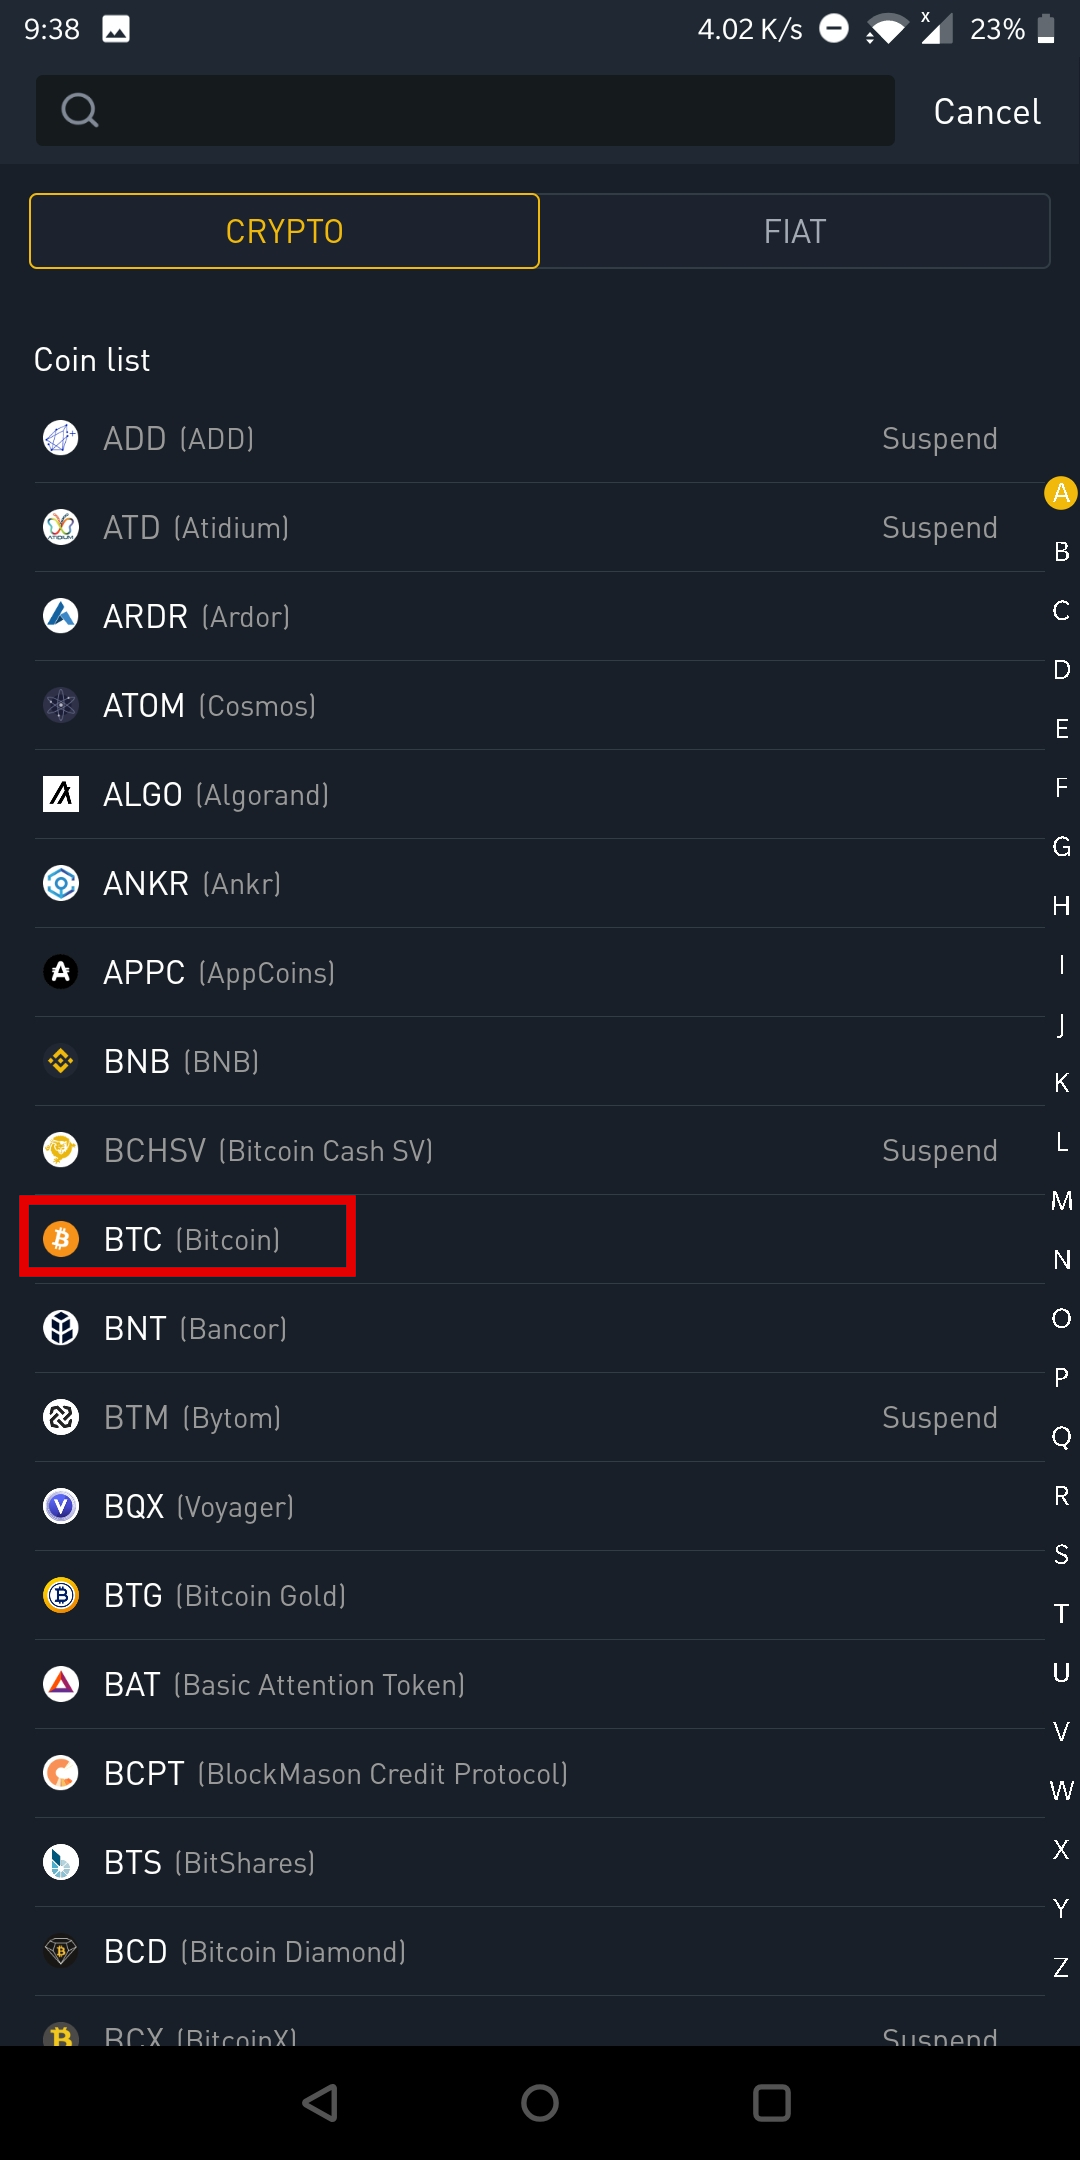 9:38 4.02 K/s x 23%
Cancel
CRYPTO FIAT
Coin list
ADD (ADD) Suspend
ATD (Atidium) Suspend
ARDR (Ardor)
ATOM (Cosmos)
ALGO (Algorand)
ANKR (Ankr)
APPC (AppCoins)
BNB (BNB)
BCHSV (Bitcoin Cash SV) Suspend
BTC (Bitcoin)
BNT (Bancor)
BTM (Bytom) Suspend
BQX (Voyager)
BTG (Bitcoin Gold)
BAT (Basic Attention Token)
BCPT (BlockMason Credit Protocol)
BTS (BitShares)
BCD (Bitcoin Diamond)
BCX (BitcoinX) Suspend
A
B
C
D
E
F
G
H
I
J
K
L
M
N
O
P
Q
R
S
T
U
V
W
X
Y
Z